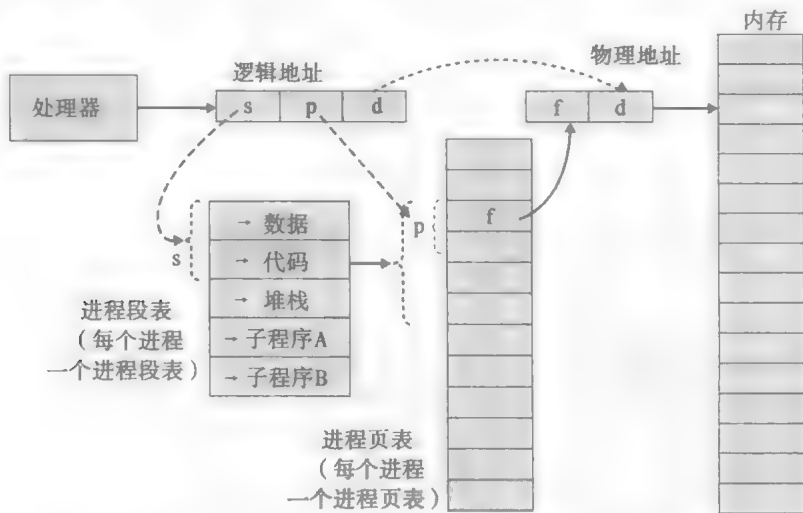 内存
逻辑地址
物理地址
处理器
s p d
f d
p
f
s
→ 数据
→ 代码
→ 堆栈
→ 子程序A
→ 子程序B
进程段表
（每个进程
一个进程段表）
进程页表
（每个进程
一个进程页表）